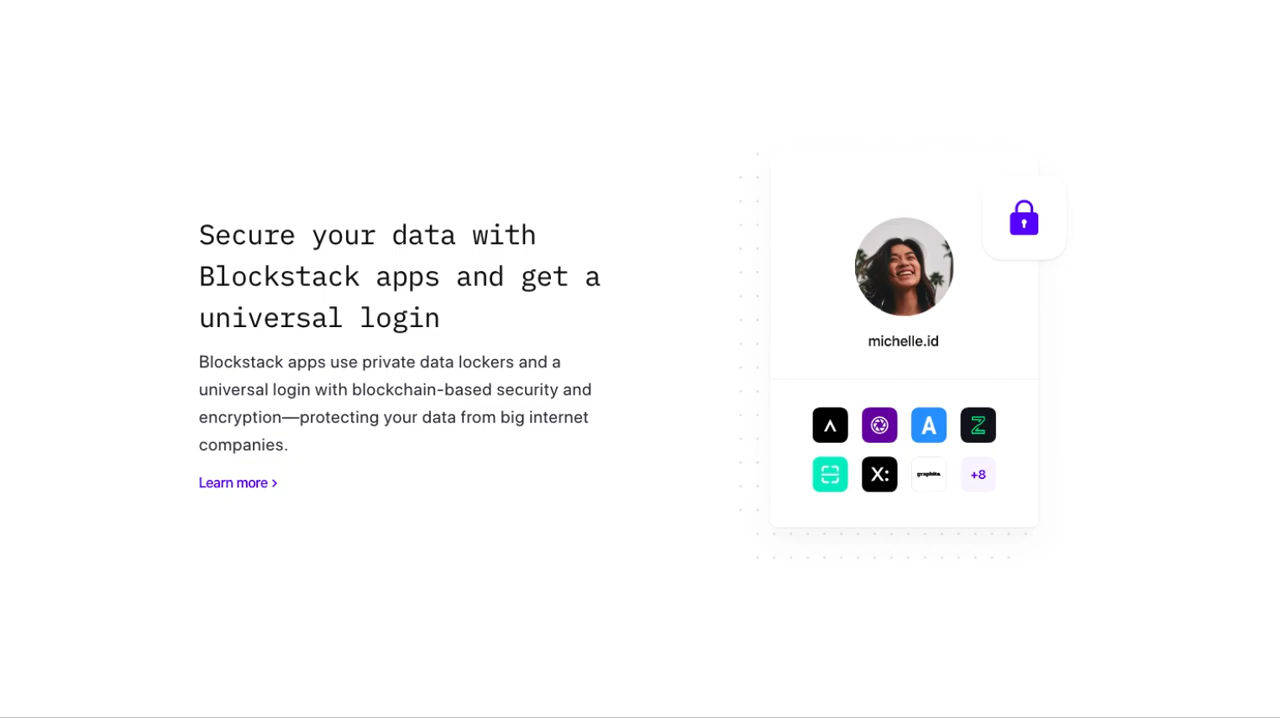 Secure your data with
Blockstack apps and get a
universal login
Blockstack apps use private data lockers and a
universal login with blockchain-based security and
encryption—protecting your data from big internet
companies.
Learn more ›
michelle.id
A Z
X: graphite. +8